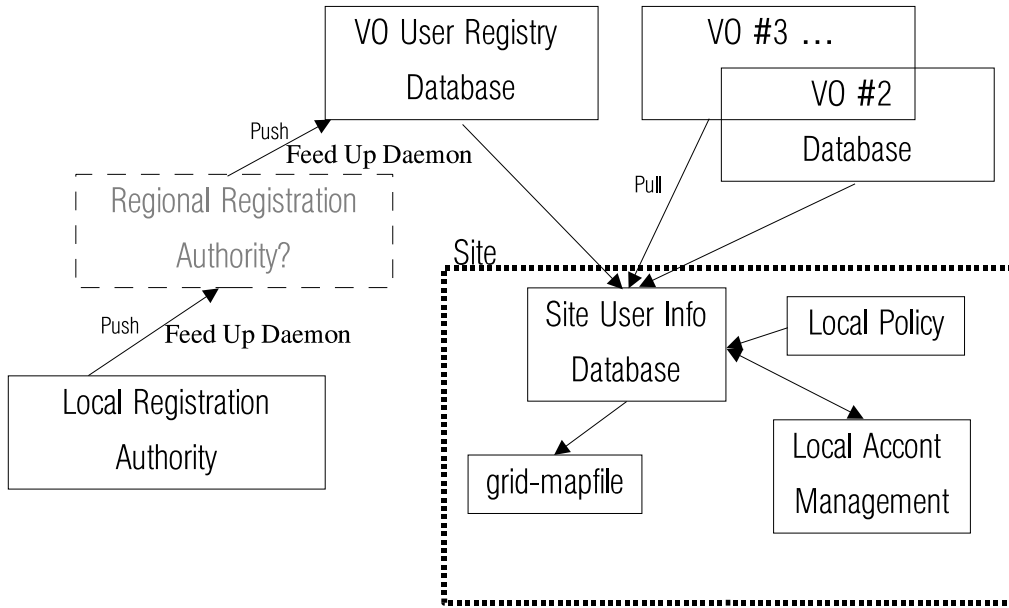 VO User Registry
Database
VO #3 ...
VO #2
Database
Push
Feed Up Daemon
Pull
Regional Registration
Authority?
Site
Push
Feed Up Daemon
Site User Info
Database
Local Policy
Local Registration
Authority
grid-mapfile
Local Accont
Management